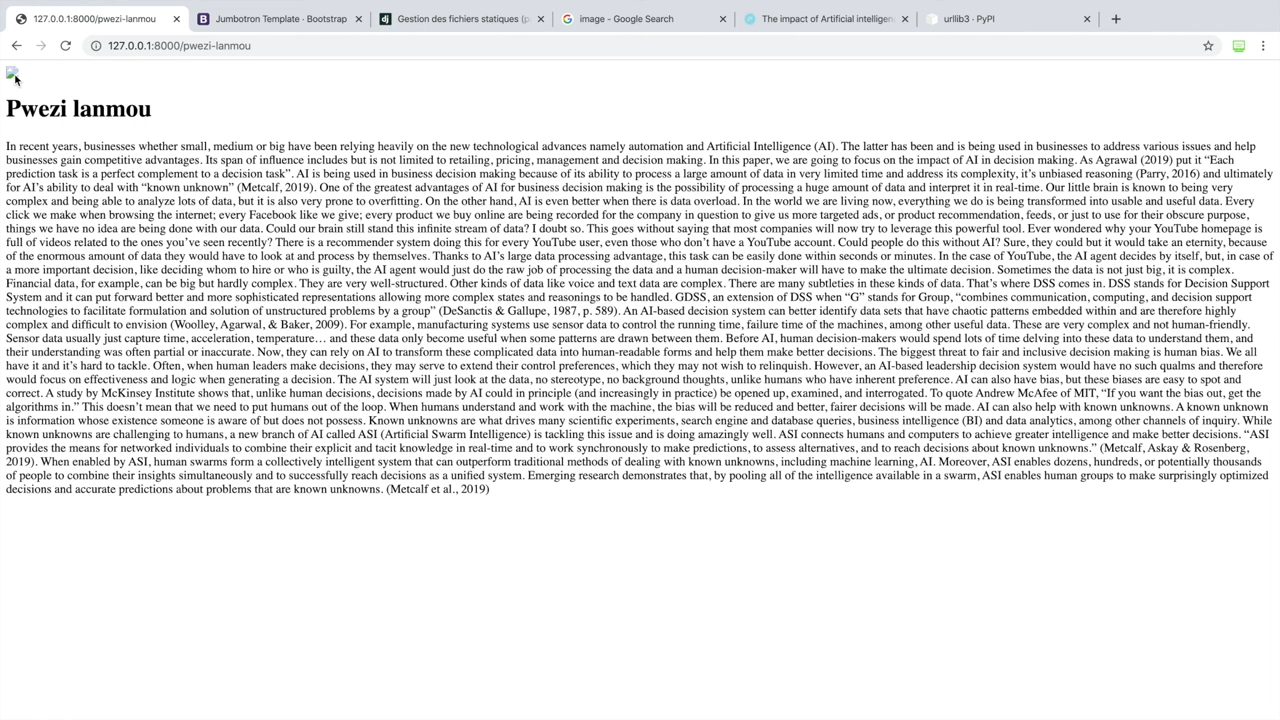 127.0.0.1:8000/pwezi-lanmou
Jumbotron Template · Bootstrap
Gestion des fichiers statiques (p
image - Google Search
The impact of Artificial intelligen
urllib3 · PyPI
127.0.0.1:8000/pwezi-lanmou
Pwezi lanmou
In recent years, businesses whether small, medium or big have been relying heavily on the new technological advances namely automation and Artificial Intelligence (AI). The latter has been and is being used in businesses to address various issues and help
businesses gain competitive advantages. Its span of influence includes but is not limited to retailing, pricing, management and decision making. In this paper, we are going to focus on the impact of AI in decision making. As Agrawal (2019) put it “Each
prediction task is a perfect complement to a decision task”. AI is being used in business decision making because of its ability to process a large amount of data in very limited time and address its complexity, it’s unbiased reasoning (Parry, 2016) and ultimately
for AI’s ability to deal with “known unknown” (Metcalf, 2019). One of the greatest advantages of AI for business decision making is the possibility of processing a huge amount of data and interpret it in real-time. Our little brain is known to being very
complex and being able to analyze lots of data, but it is also very prone to overfitting. On the other hand, AI is even better when there is data overload. In the world we are living now, everything we do is being transformed into usable and useful data. Every
click we make when browsing the internet; every Facebook like we give; every product we buy online are being recorded for the company in question to give us more targeted ads, or product recommendation, feeds, or just to use for their obscure purpose,
things we have no idea are being done with our data. Could our brain still stand this infinite stream of data? I doubt so. This goes without saying that most companies will now try to leverage this powerful tool. Ever wondered why your YouTube homepage is
full of videos related to the ones you’ve seen recently? There is a recommender system doing this for every YouTube user, even those who don’t have a YouTube account. Could people do this without AI? Sure, they could but it would take an eternity, because
of the enormous amount of data they would have to look at and process by themselves. Thanks to AI’s large data processing advantage, this task can be easily done within seconds or minutes. In the case of YouTube, the AI agent decides by itself, but, in case of
a more important decision, like deciding whom to hire or who is guilty, the AI agent would just do the raw job of processing the data and a human decision-maker will have to make the ultimate decision. Sometimes the data is not just big, it is complex.
Financial data, for example, can be big but hardly complex. They are very well-structured. Other kinds of data like voice and text data are complex. There are many subtleties in these kinds of data. That’s where DSS comes in. DSS stands for Decision Support
System and it can put forward better and more sophisticated representations allowing more complex states and reasonings to be handled. GDSS, an extension of DSS when “G” stands for Group, “combines communication, computing, and decision support
technologies to facilitate formulation and solution of unstructured problems by a group” (DeSanctis & Gallupe, 1987, p. 589). An AI-based decision system can better identify data sets that have chaotic patterns embedded within and are therefore highly
complex and difficult to envision (Woolley, Agarwal, & Baker, 2009). For example, manufacturing systems use sensor data to control the running time, failure time of the machines, among other useful data. These are very complex and not human-friendly.
Sensor data usually just capture time, acceleration, temperature… and these data only become useful when some patterns are drawn between them. Before AI, human decision-makers would spend lots of time delving into these data to understand them, and
their understanding was often partial or inaccurate. Now, they can rely on AI to transform these complicated data into human-readable forms and help them make better decisions. The biggest threat to fair and inclusive decision making is human bias. We all
have it and it’s hard to tackle. Often, when human leaders make decisions, they may serve to extend their control preferences, which they may not wish to relinquish. However, an AI-based leadership decision system would have no such qualms and therefore
would focus on effectiveness and logic when generating a decision. The AI system will just look at the data, no stereotype, no background thoughts, unlike humans who have inherent preference. AI can also have bias, but these biases are easy to spot and
correct. A study by McKinsey Institute shows that, unlike human decisions, decisions made by AI could in principle (and increasingly in practice) be opened up, examined, and interrogated. To quote Andrew McAfee of MIT, “If you want the bias out, get the
algorithms in.” This doesn’t mean that we need to put humans out of the loop. When humans understand and work with the machine, the bias will be reduced and better, fairer decisions will be made. AI can also help with known unknowns. A known unknown
is information whose existence someone is aware of but does not possess. Known unknowns are what drives many scientific experiments, search engine and database queries, business intelligence (BI) and data analytics, among other channels of inquiry. While
known unknowns are challenging to humans, a new branch of AI called ASI (Artificial Swarm Intelligence) is tackling this issue and is doing amazingly well. ASI connects humans and computers to achieve greater intelligence and make better decisions. “ASI
provides the means for networked individuals to combine their explicit and tacit knowledge in real-time and to work synchronously to make predictions, to assess alternatives, and to reach decisions about known unknowns.” (Metcalf, Askay & Rosenberg,
2019). When enabled by ASI, human swarms form a collectively intelligent system that can outperform traditional methods of dealing with known unknowns, including machine learning, AI. Moreover, ASI enables dozens, hundreds, or potentially thousands
of people to combine their insights simultaneously and to successfully reach decisions as a unified system. Emerging research demonstrates that, by pooling all of the intelligence available in a swarm, ASI enables human groups to make surprisingly optimized
decisions and accurate predictions about problems that are known unknowns. (Metcalf et al., 2019)